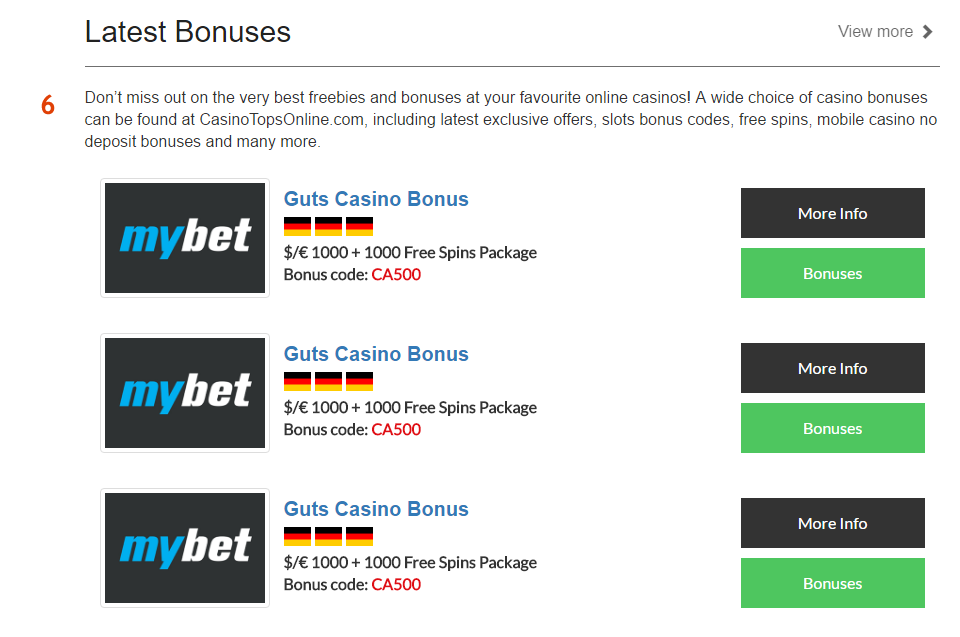 Latest Bonuses
View more
6
Don’t miss out on the very best freebies and bonuses at your favourite online casinos! A wide choice of casino bonuses
can be found at CasinoTopsOnline.com, including latest exclusive offers, slots bonus codes, free spins, mobile casino no
deposit bonuses and many more.
mybet
Guts Casino Bonus
$/€ 1000 + 1000 Free Spins Package
Bonus code: CA500
More Info
Bonuses
mybet
Guts Casino Bonus
$/€ 1000 + 1000 Free Spins Package
Bonus code: CA500
More Info
Bonuses
mybet
Guts Casino Bonus
$/€ 1000 + 1000 Free Spins Package
Bonus code: CA500
More Info
Bonuses